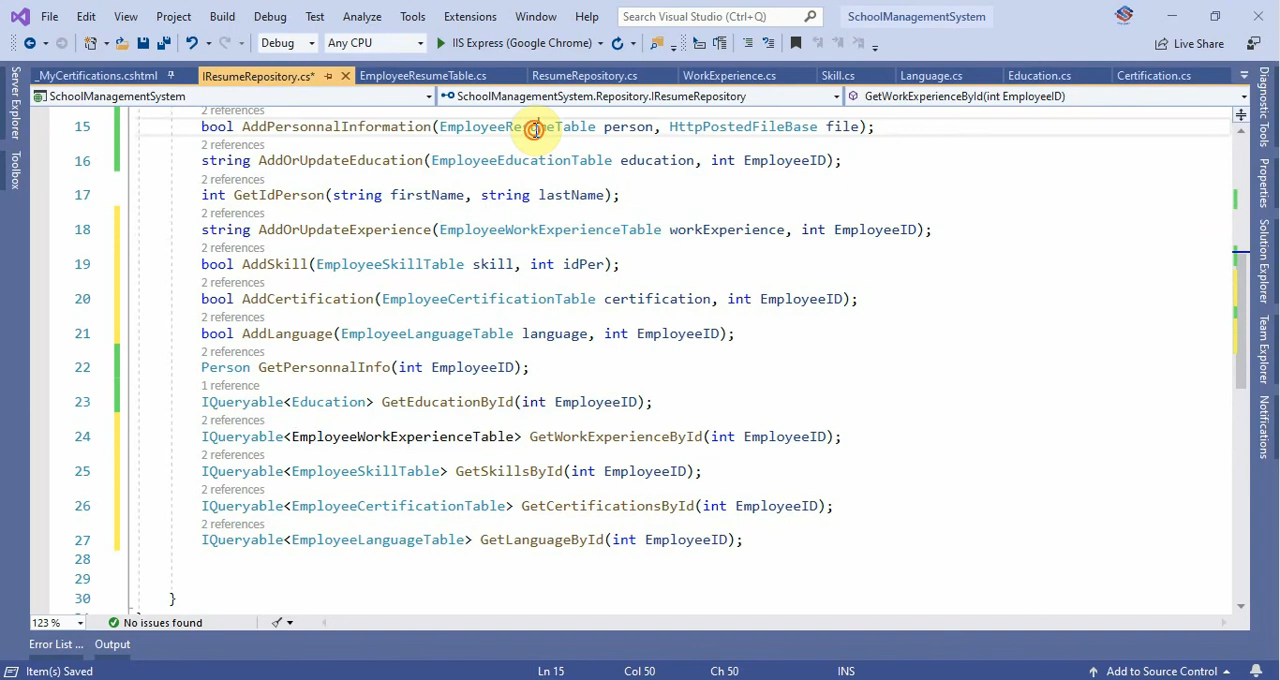 File Edit View Project Build Debug Test Analyze Tools Extensions Window Help Search Visual Studio (Ctrl+Q) SchoolManagementSystem
Debug Any CPU IIS Express (Google Chrome) Live Share
_MyCertifications.cshtml IResumeRepository.cs* EmployeeResumeTable.cs ResumeRepository.cs WorkExperience.cs Skill.cs Language.cs Education.cs Certification.cs
SchoolManagementSystem SchoolManagementSystem.Repository.IResumeRepository GetWorkExperienceById(int EmployeeID)
Server Explorer
Toolbox
2 references
15 bool AddPersonnalInformation(EmployeeResumeTable person, HttpPostedFileBase file);
2 references
16 string AddOrUpdateEducation(EmployeeEducationTable education, int EmployeeID);
2 references
17 int GetIdPerson(string firstName, string lastName);
2 references
18 string AddOrUpdateExperience(EmployeeWorkExperienceTable workExperience, int EmployeeID);
2 references
19 bool AddSkill(EmployeeSkillTable skill, int idPer);
2 references
20 bool AddCertification(EmployeeCertificationTable certification, int EmployeeID);
2 references
21 bool AddLanguage(EmployeeLanguageTable language, int EmployeeID);
2 references
22 Person GetPersonnalInfo(int EmployeeID);
1 reference
23 IQueryable<Education> GetEducationById(int EmployeeID);
2 references
24 IQueryable<EmployeeWorkExperienceTable> GetWorkExperienceById(int EmployeeID);
2 references
25 IQueryable<EmployeeSkillTable> GetSkillsById(int EmployeeID);
2 references
26 IQueryable<EmployeeCertificationTable> GetCertificationsById(int EmployeeID);
2 references
27 IQueryable<EmployeeLanguageTable> GetLanguageById(int EmployeeID);
28
29
30 }
Diagnostic Tools
Properties
Solution Explorer
Team Explorer
Notifications
123 % No issues found
Error List ... Output
Item(s) Saved Ln 15 Col 50 Ch 50 INS Add to Source Control